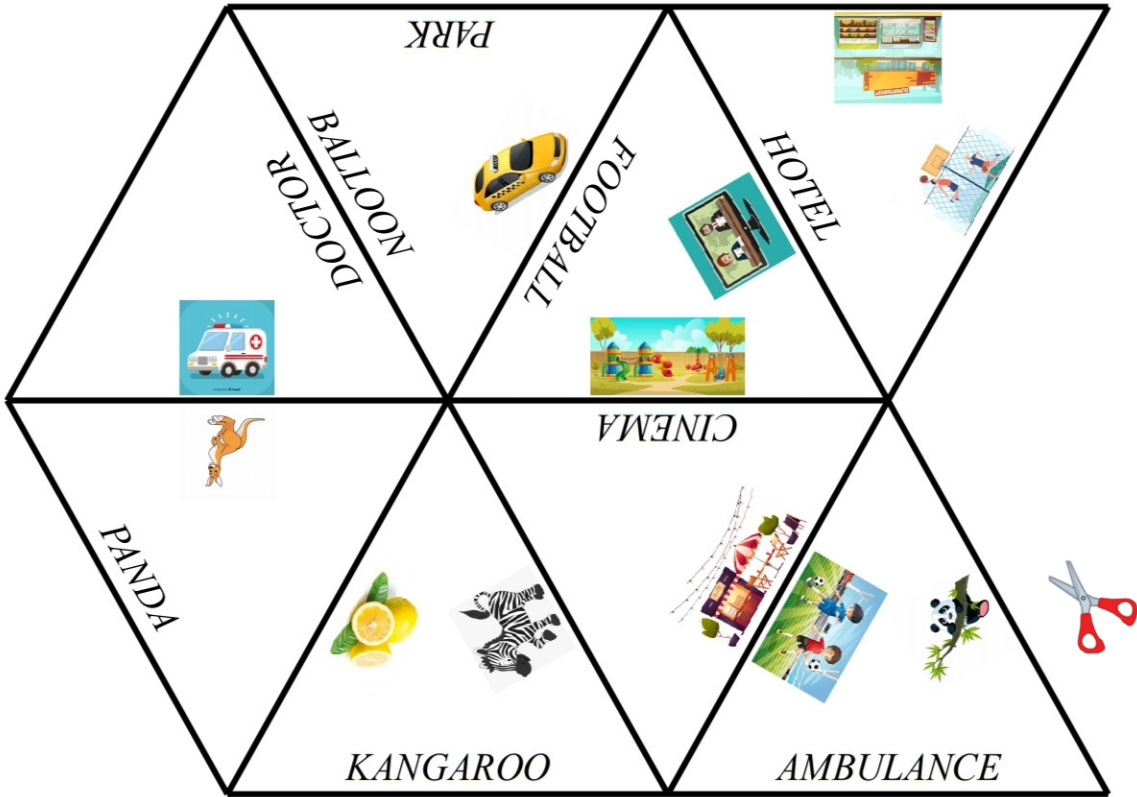 PARK
BALLOON
DOCTOR
FOOTBALL
HOTEL
CINEMA
PANDA
KANGAROO
AMBULANCE